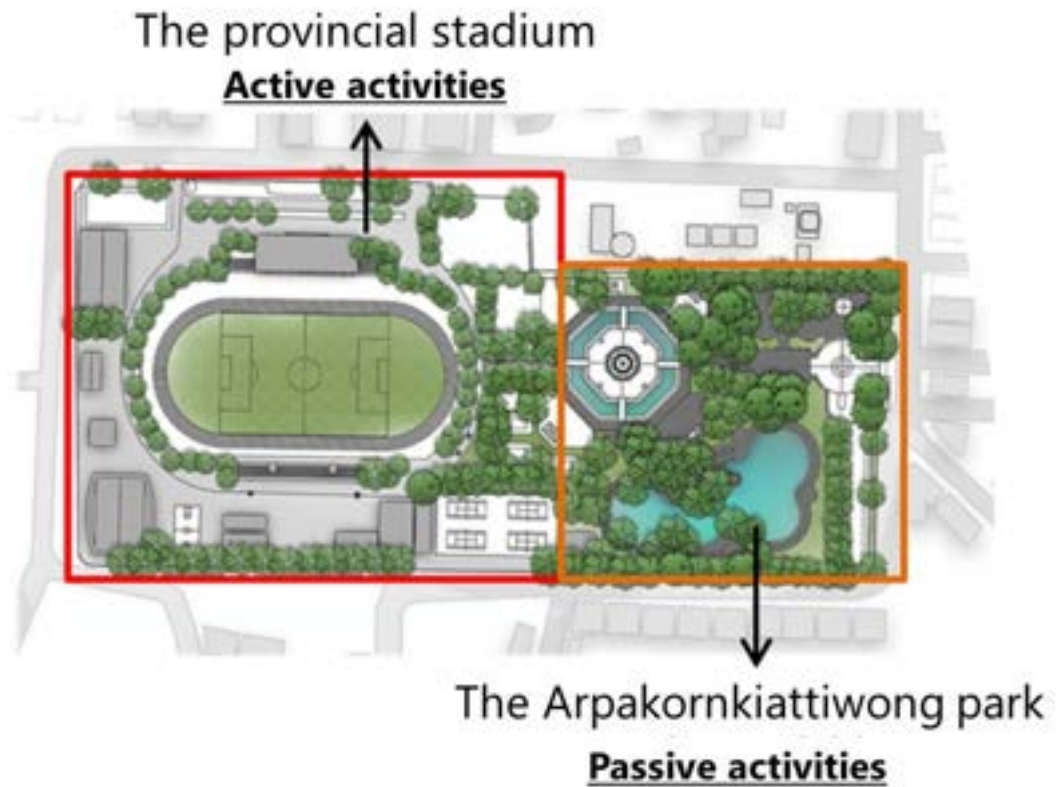 The provincial stadium
Active activities
The Arpakornkiattiwong park
Passive activities